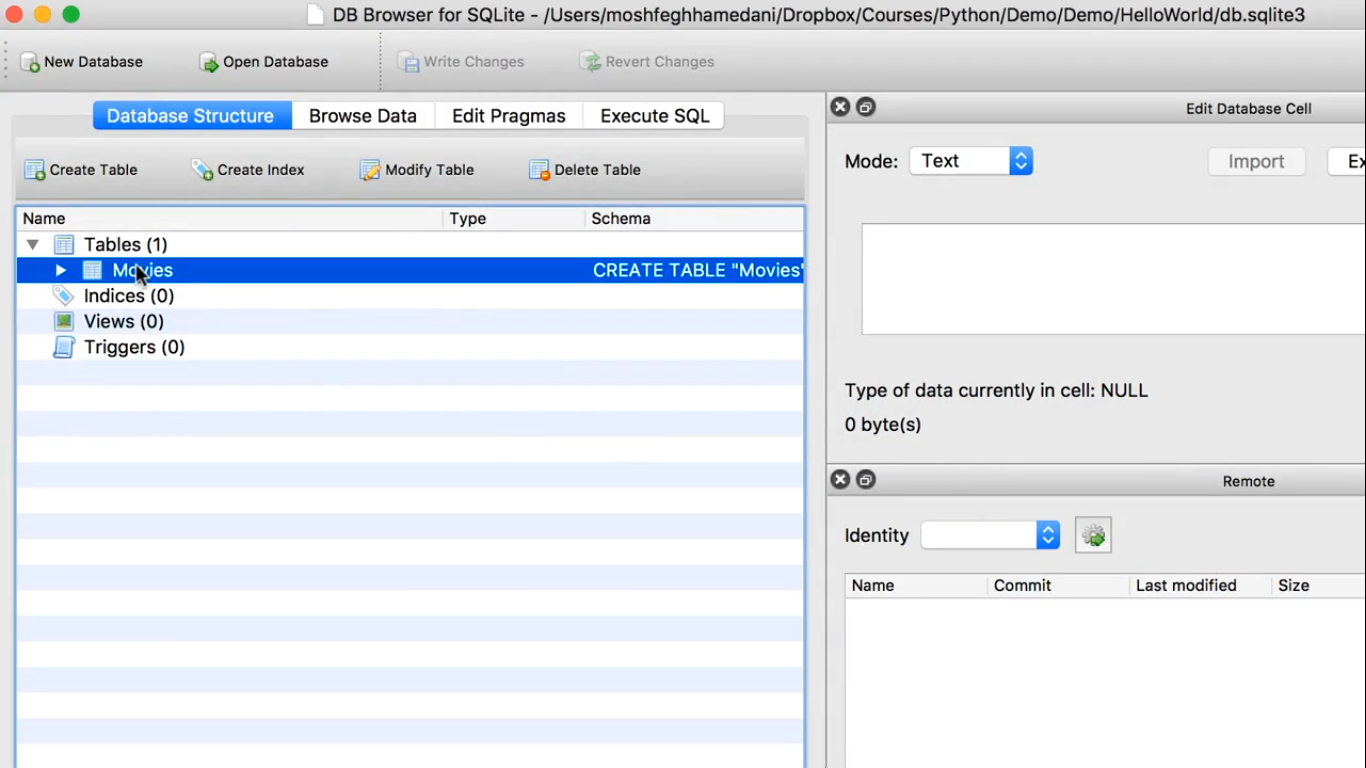 DB Browser for SQLite - /Users/moshfeghhamedani/Dropbox/Courses/Python/Demo/Demo/HelloWorld/db.sqlite3
New Database Open Database Write Changes Revert Changes
Database Structure Browse Data Edit Pragmas Execute SQL
Create Table Create Index Modify Table Delete Table
Name Type Schema
Tables (1)
Movies CREATE TABLE "Movies"
Indices (0)
Views (0)
Triggers (0)
Edit Database Cell
Mode: Text Import Ex
Type of data currently in cell: NULL
0 byte(s)
Remote
Identity
Name Commit Last modified Size